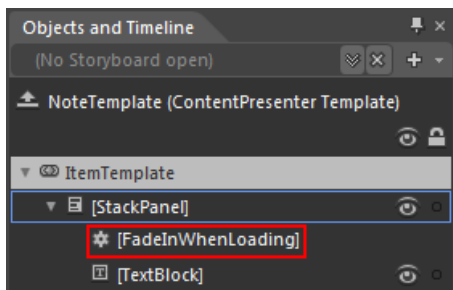 Objects and Timeline
(No Storyboard open)
NoteTemplate (ContentPresenter Template)
ItemTemplate
[StackPanel]
[FadeInWhenLoading]
[TextBlock]